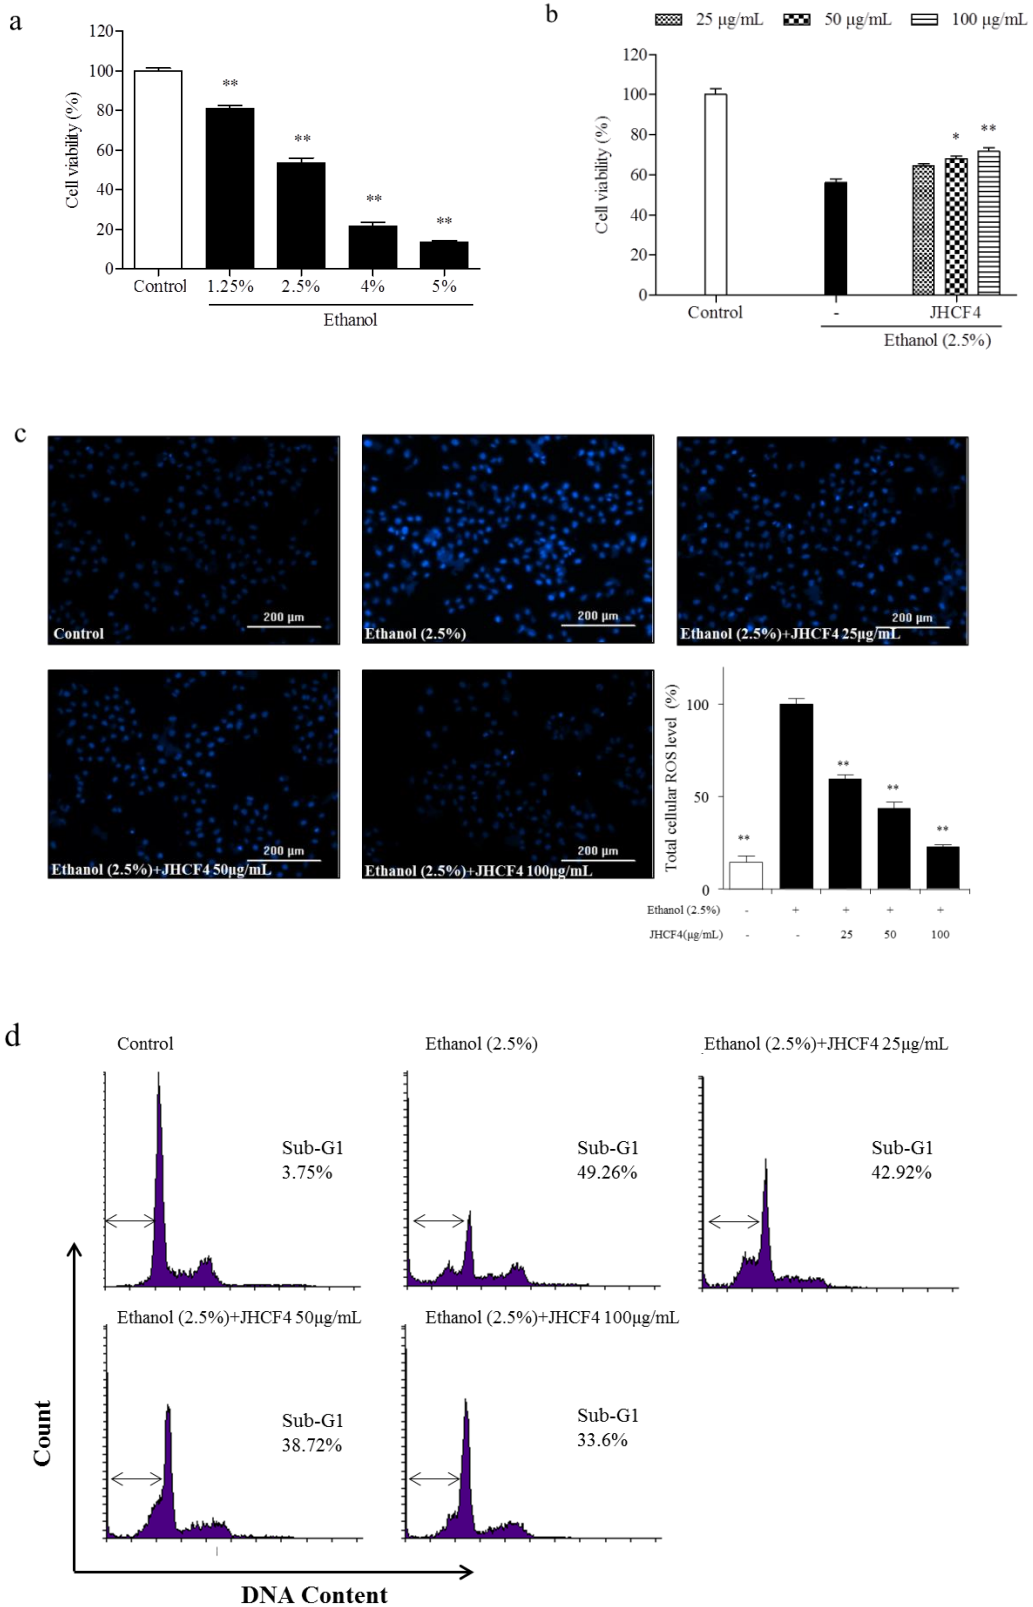 a
120
100
80
60
40
20
0
Cell viability (%)
**
**
**
**
Control 1.25% 2.5% 4% 5%
Ethanol
b
25 μg/mL 50 μg/mL 100 μg/mL
120
100
80
60
40
20
0
Cell viability (%)
*
**
Control - JHCF4
Ethanol (2.5%)
c
200 μm
Control
200 μm
Ethanol (2.5%)
200 μm
Ethanol (2.5%)+JHCF4 25μg/mL
200 μm
Ethanol (2.5%)+JHCF4 50μg/mL
200 μm
Ethanol (2.5%)+JHCF4 100μg/mL
Total cellular ROS level (%)
100
50
0
**
**
**
**
Ethanol (2.5%) - + + + +
JHCF4(μg/mL) - - 25 50 100
d
Control
Sub-G1
3.75%
Ethanol (2.5%)
Sub-G1
49.26%
Ethanol (2.5%)+JHCF4 25μg/mL
Sub-G1
42.92%
Ethanol (2.5%)+JHCF4 50μg/mL
Sub-G1
38.72%
Ethanol (2.5%)+JHCF4 100μg/mL
Sub-G1
33.6%
Count
DNA Content